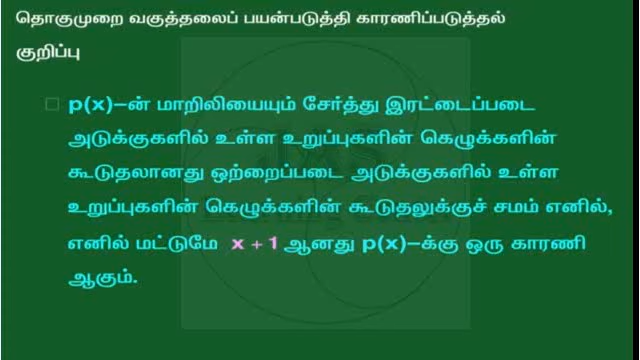 தொகுமுறை வகுத்தலைப் பயன்படுத்தி காரணிப்படுத்தல்
குறிப்பு
p(x)–ன் மாறிலியையும் சேர்த்து இரட்டைப்படை
அடுக்குகளில் உள்ள உறுப்புகளின் கெழுக்களின்
கூடுதலானது ஒற்றைப்படை அடுக்குகளில் உள்ள
உறுப்புகளின் கெழுக்களின் கூடுதலுக்குச் சமம் எனில்,
எனில் மட்டுமே x + 1 ஆனது p(x)–க்கு ஒரு காரணி
ஆகும்.